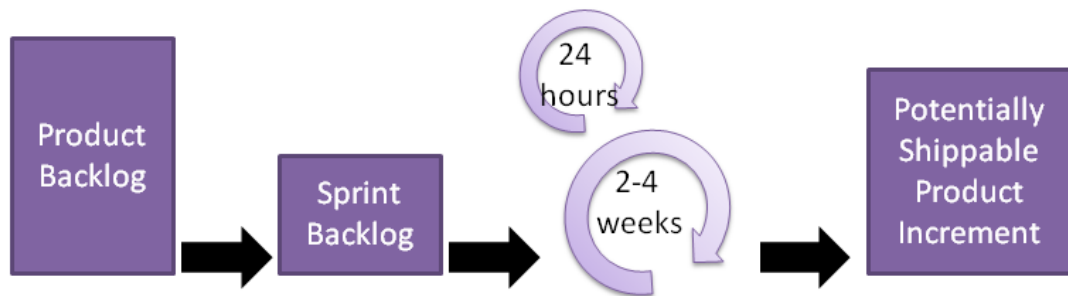 Product
Backlog
Sprint
Backlog
24
hours
2-4
weeks
Potentially
Shippable
Product
Increment